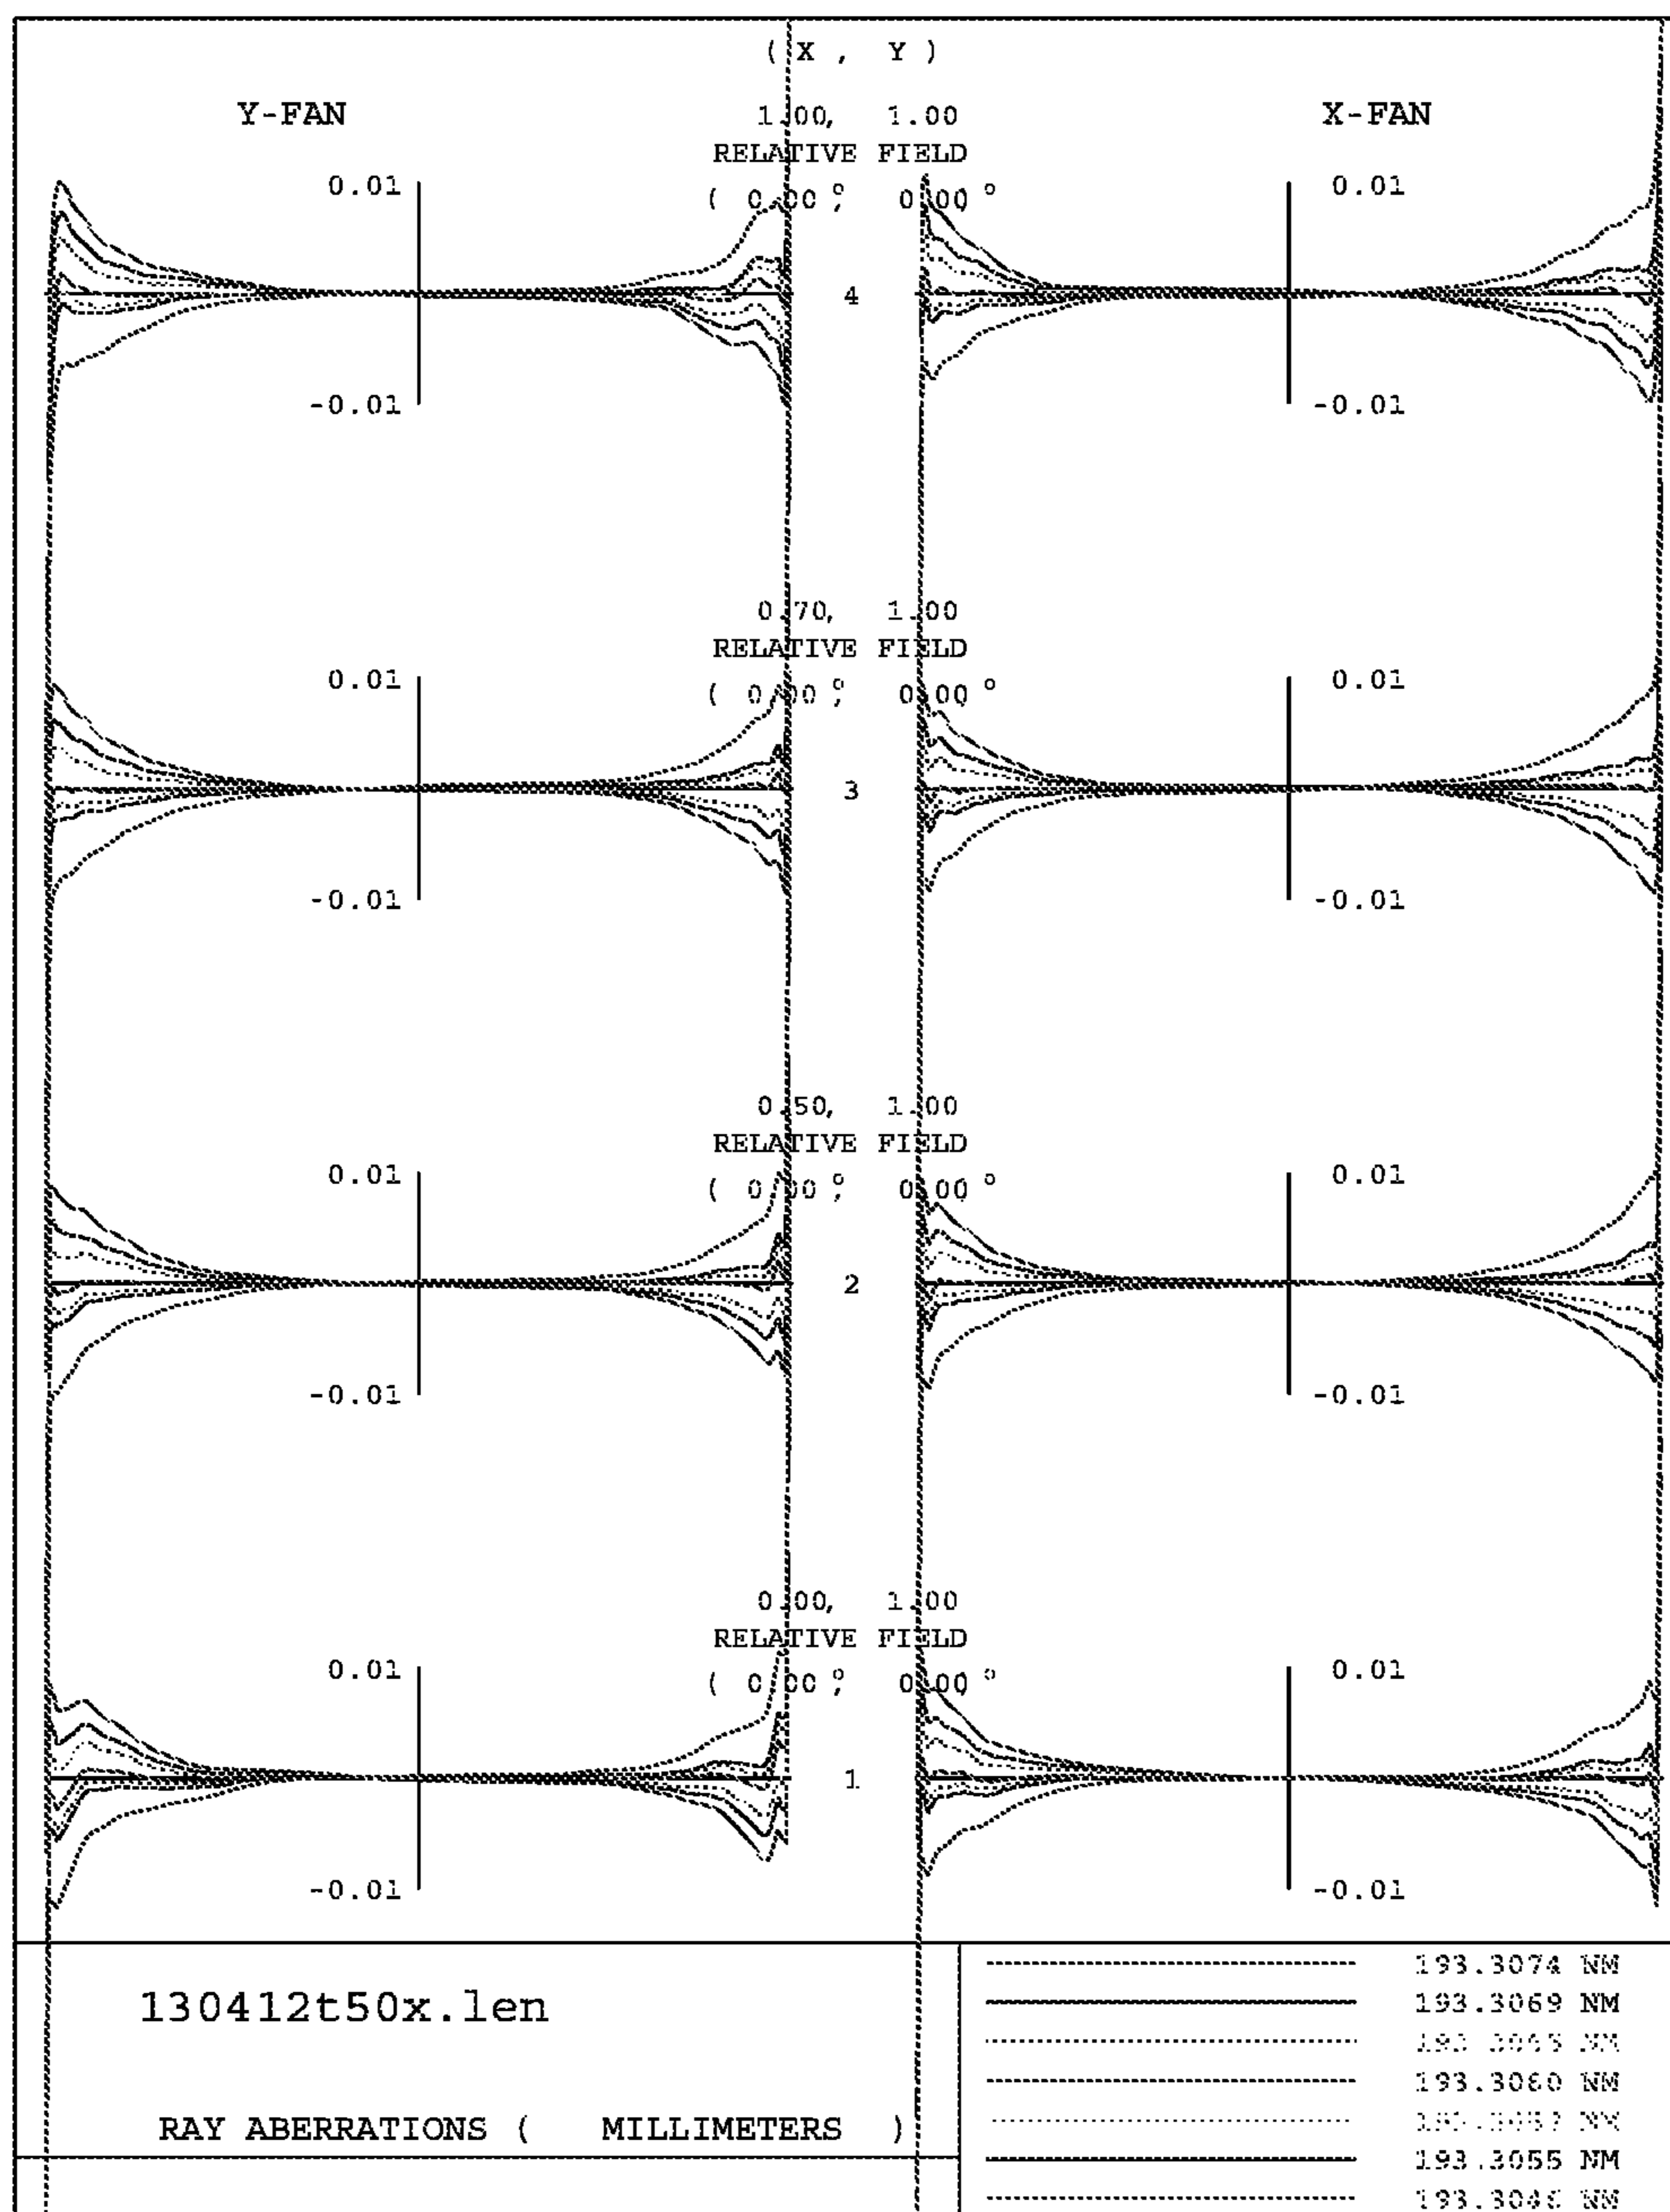 ( X , Y )
Y-FAN
1.00, 1.00
X-FAN
RELATIVE FIELD
0.01
( 0.00°, 0.00 °
0.01
4
-0.01
-0.01
0.70, 1.00
RELATIVE FIELD
0.01
( 0.00°, 0.00 °
0.01
3
-0.01
-0.01
0.50, 1.00
RELATIVE FIELD
0.01
( 0.00°, 0.00 °
0.01
2
-0.01
-0.01
0.00, 1.00
RELATIVE FIELD
0.01
( 0.00°, 0.00 °
0.01
1
-0.01
-0.01
130412t50x.len
RAY ABERRATIONS ( MILLIMETERS )
193.3074 NM
193.3069 NM
NM
193.3060 NM
NM
193.3055 NM
193.3046 NM